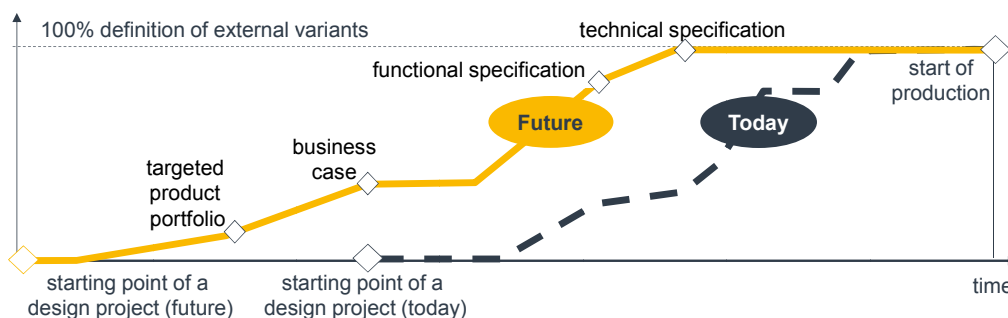 100% definition of external variants
technical specification
functional specification
start of
production
Future
Today
business
case
targeted
product
portfolio
starting point of a
design project (future)
starting point of a
design project (today)
time